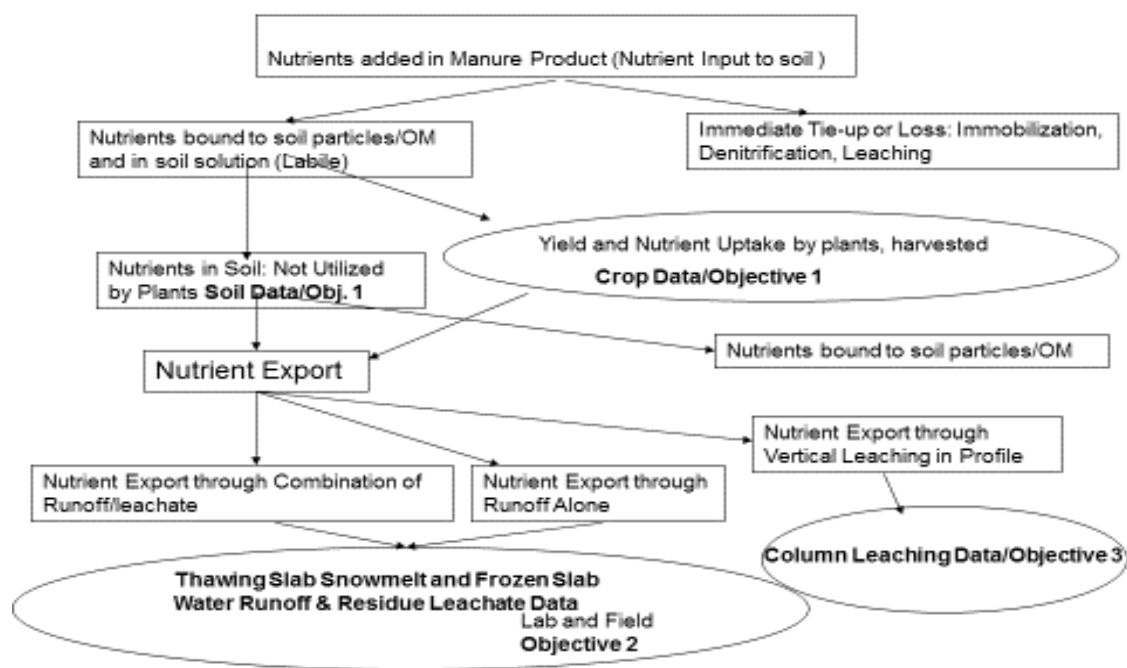 Nutrients added in Manure Product (Nutrient Input to soil )
Nutrients bound to soil particles/OM
and in soil solution (Labile)
Immediate Tie-up or Loss: Immobilization,
Denitrification, Leaching
Yield and Nutrient Uptake by plants, harvested
Crop Data/Objective 1
Nutrients in Soil: Not Utilized
by Plants Soil Data/Obj. 1
Nutrients bound to soil particles/OM
Nutrient Export
Nutrient Export through
Vertical Leaching in Profile
Nutrient Export through Combination of
Runoff/leachate
Nutrient Export through
Runoff Alone
Column Leaching Data/Objective 3
Thawing Slab Snowmelt and Frozen Slab
Water Runoff & Residue Leachate Data
Lab and Field
Objective 2